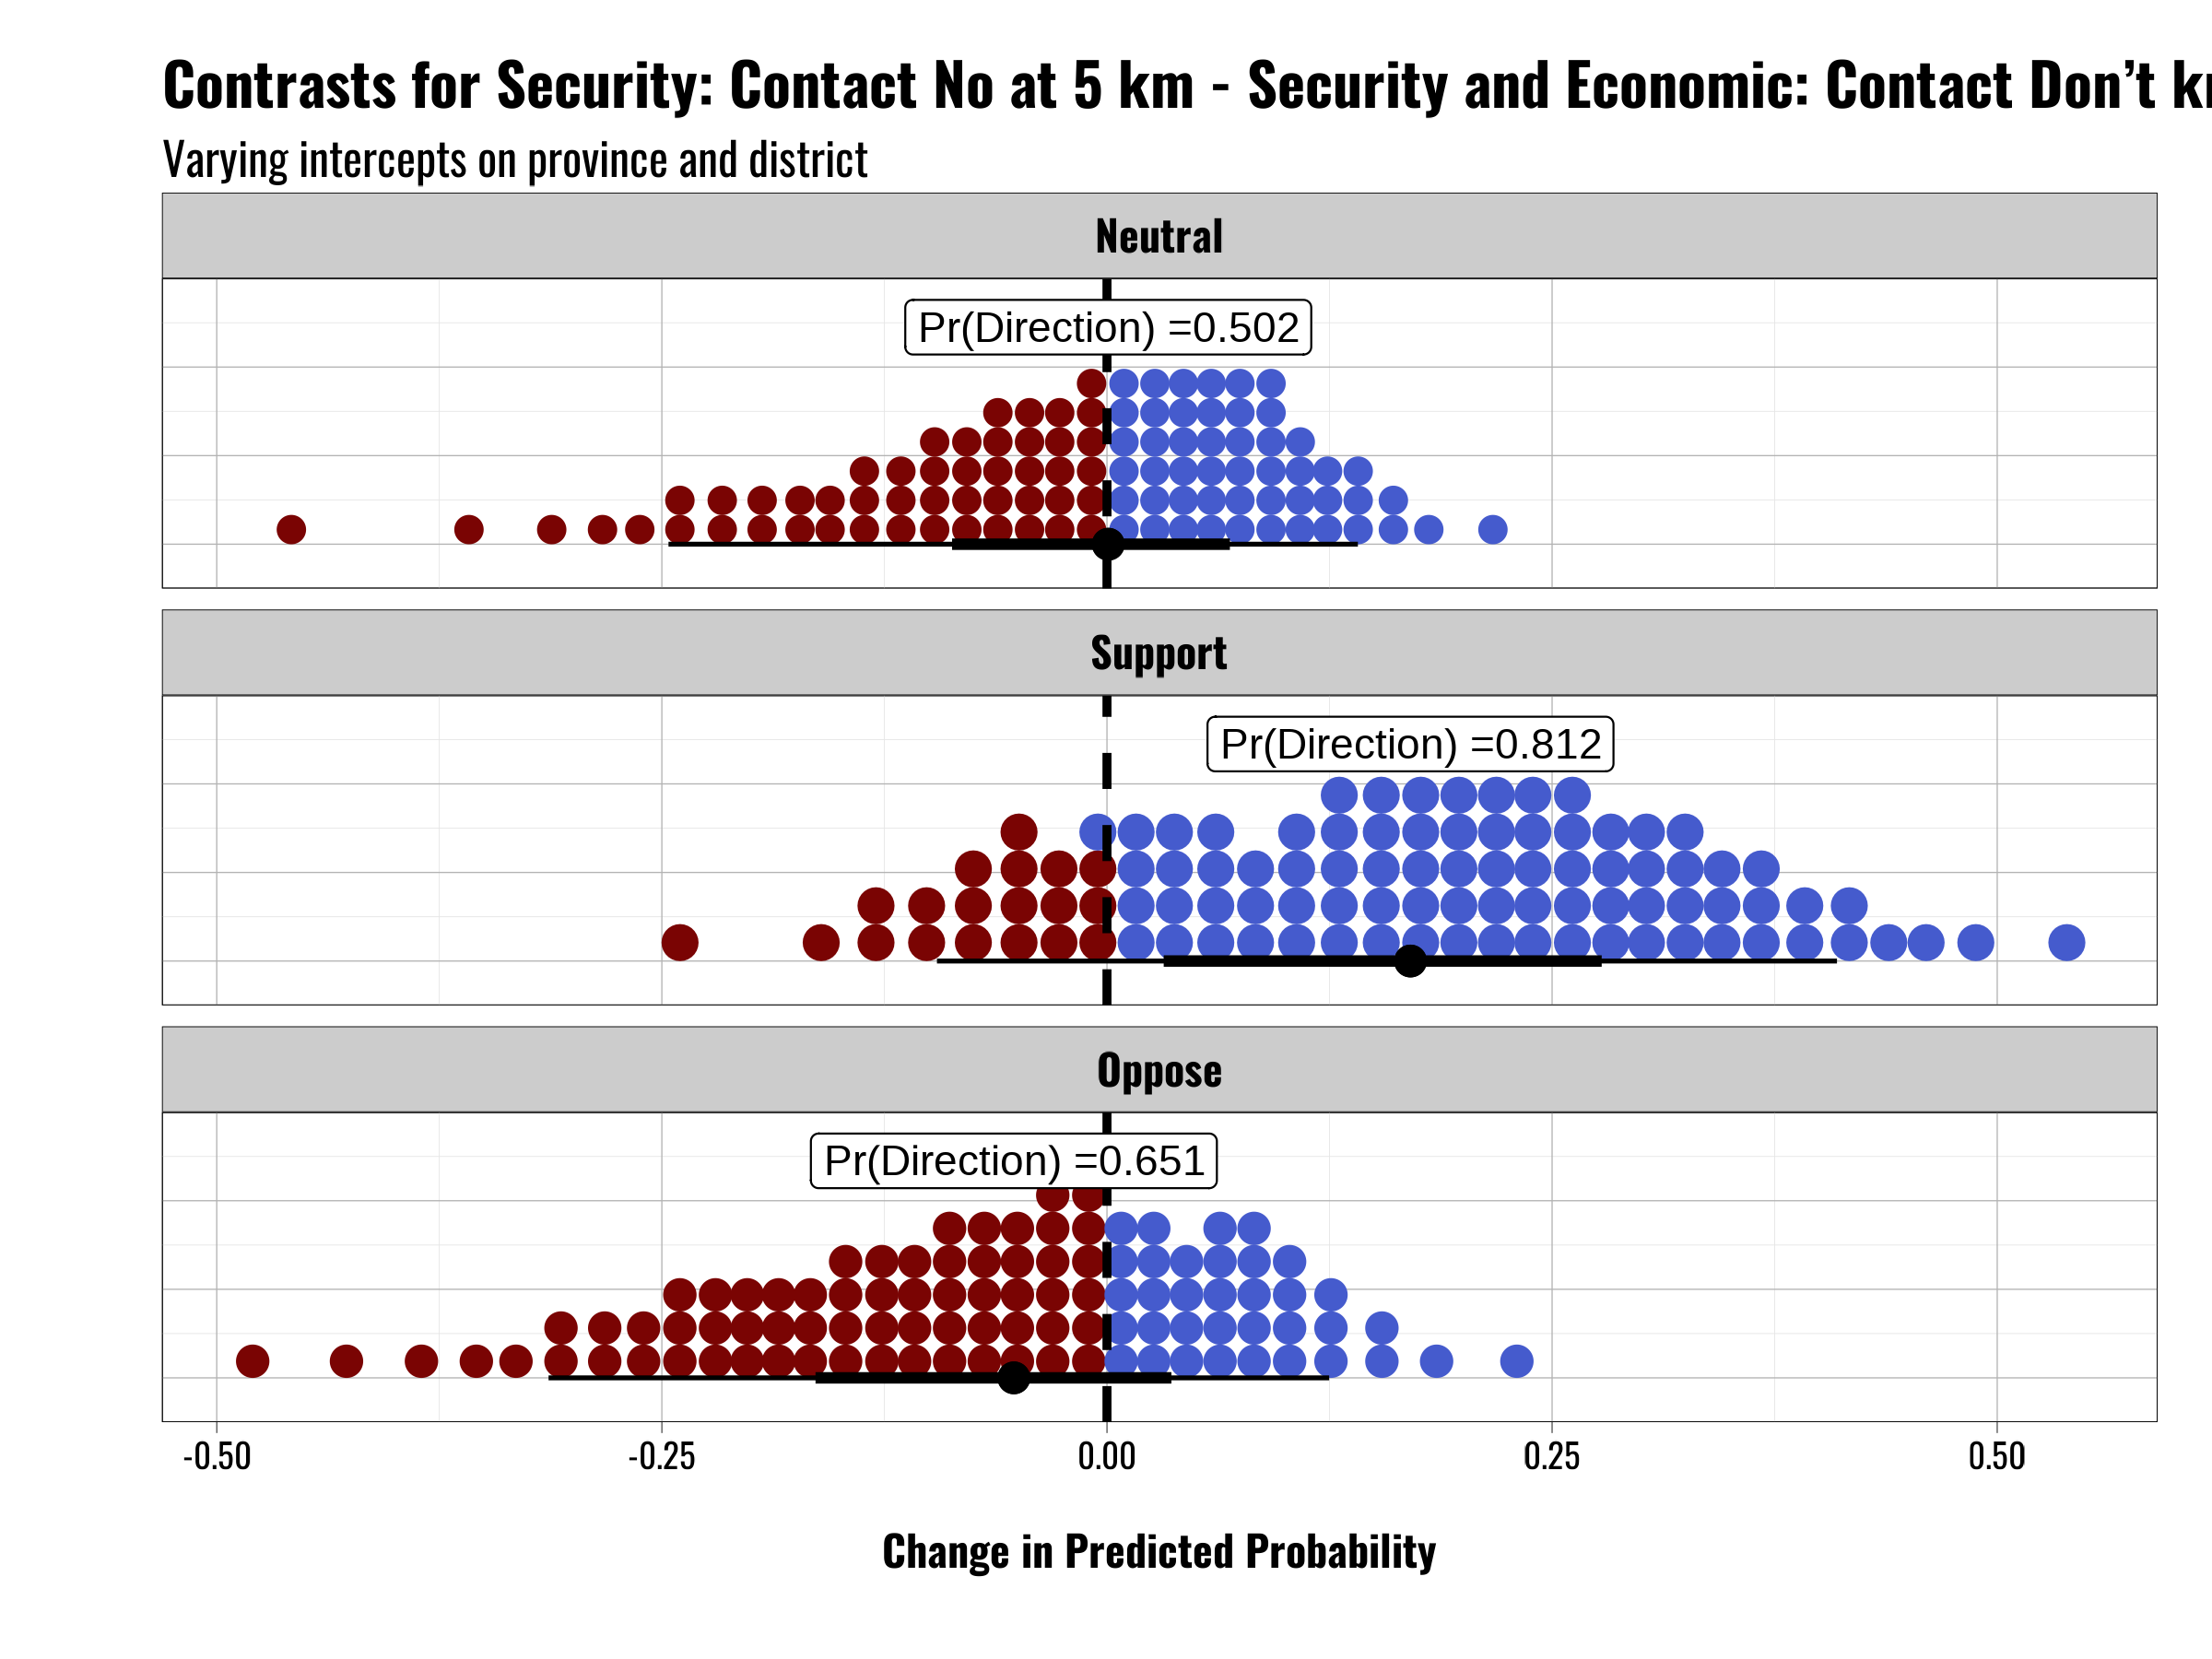 Contrasts for Security: Contact No at 5 km - Security and Economic: Contact Don’t
Varying intercepts on province and district
Neutral
Pr(Direction) =0.502
Support
Pr(Direction) =0.812
Oppose
Pr(Direction) =0.651
-0.50 -0.25 0.00 0.25 0.50
Change in Predicted Probability